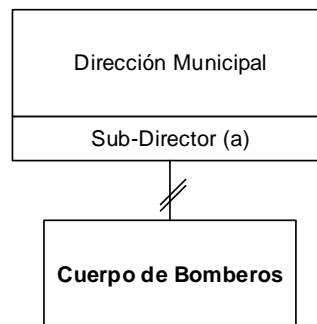 Dirección Municipal
Sub-Director (a)
Cuerpo de Bomberos